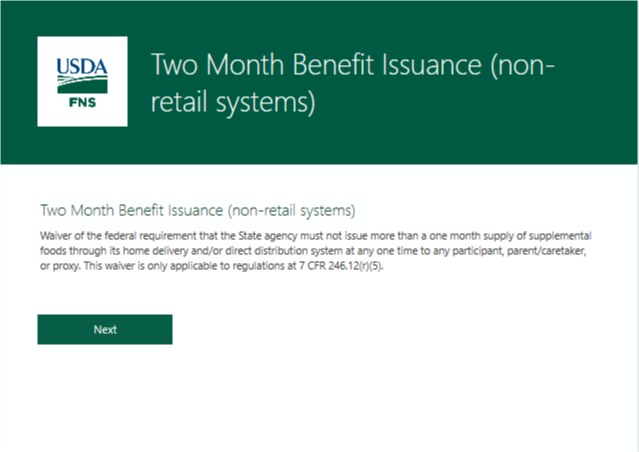 USDA
FNS
Two Month Benefit Issuance (non-
retail systems)
Two Month Benefit Issuance (non-retail systems)
Waiver of the federal requirement that the State agency must not issue more than a one month supply of supplemental
foods through its home delivery and/or direct distribution system at any one time to any participant, parent/caretaker,
or proxy. This waiver is only applicable to regulations at 7 CFR 246.12(r)(5).
Next